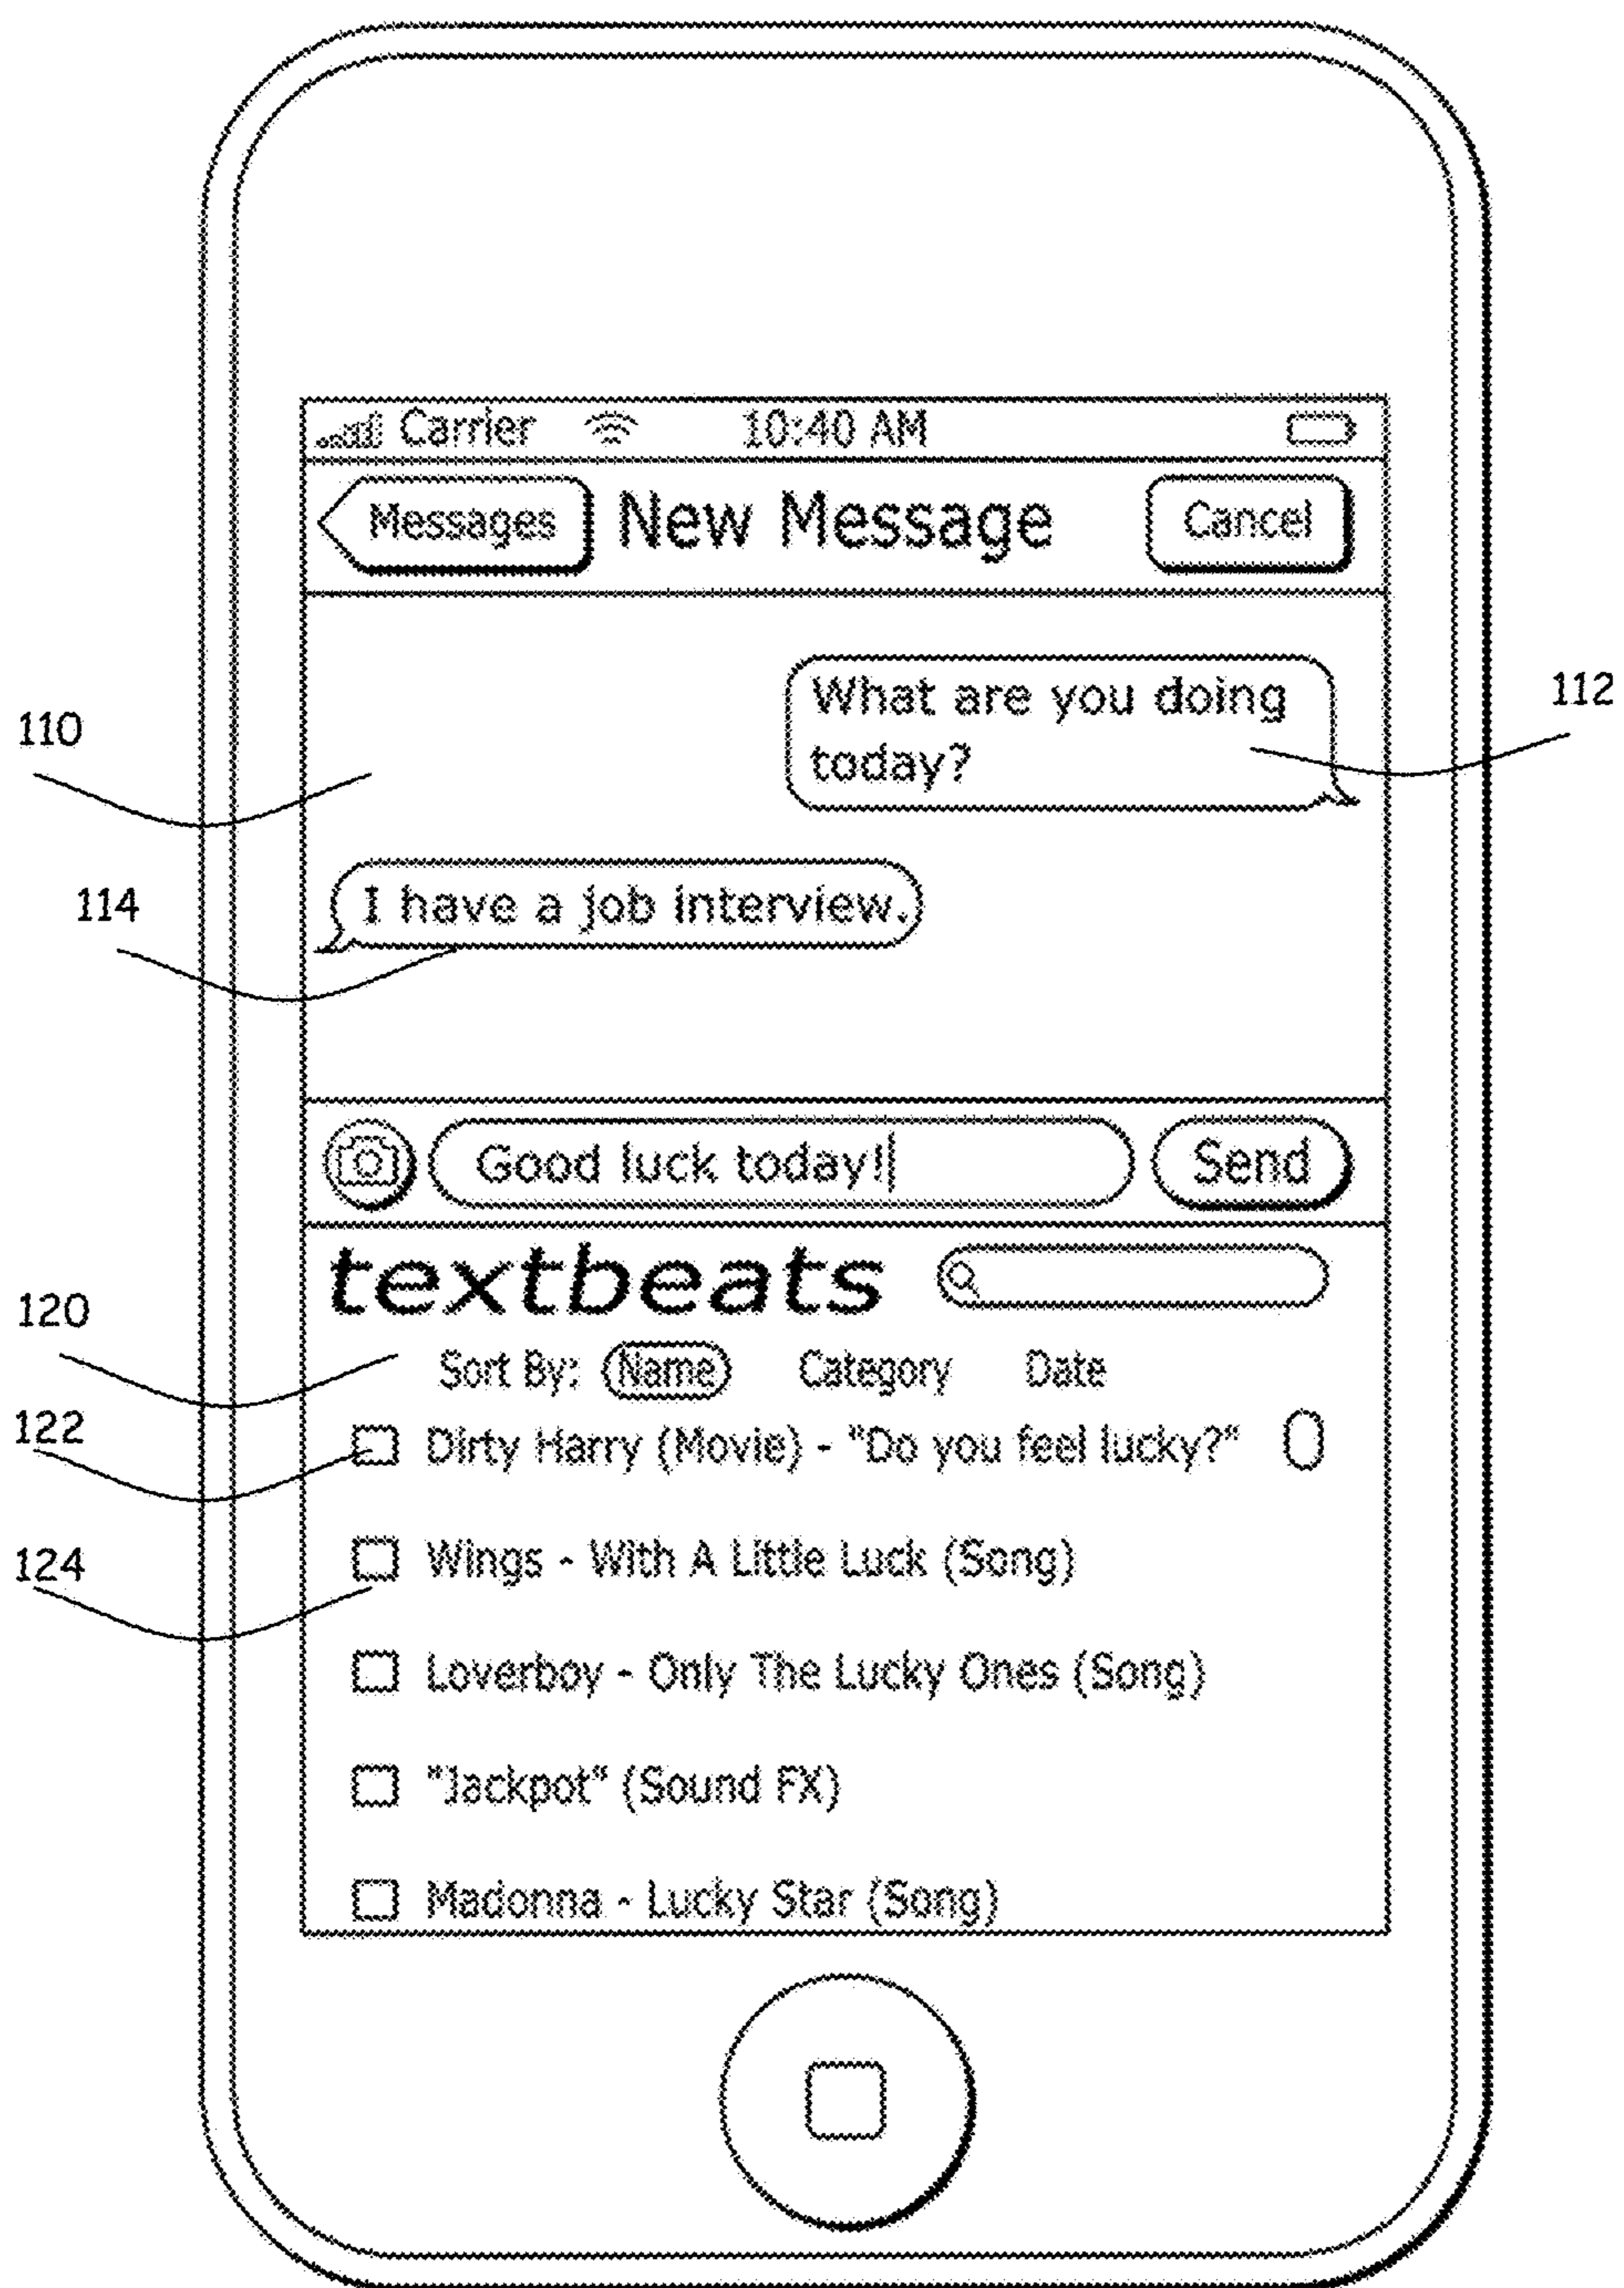 Carrier 10:40 AM
Messages New Message Cancel
What are you doing
today?
112
110
I have a job interview.
114
Good luck today! Send
textbeats
120
Sort By: Name Category Date
122
Dirty Harry (Movie) - "Do you feel lucky?"
Wings - With A Little Luck (Song)
124
Loverboy - Only The Lucky Ones (Song)
"Jackpot" (Sound FX)
Madonna - Lucky Star (Song)